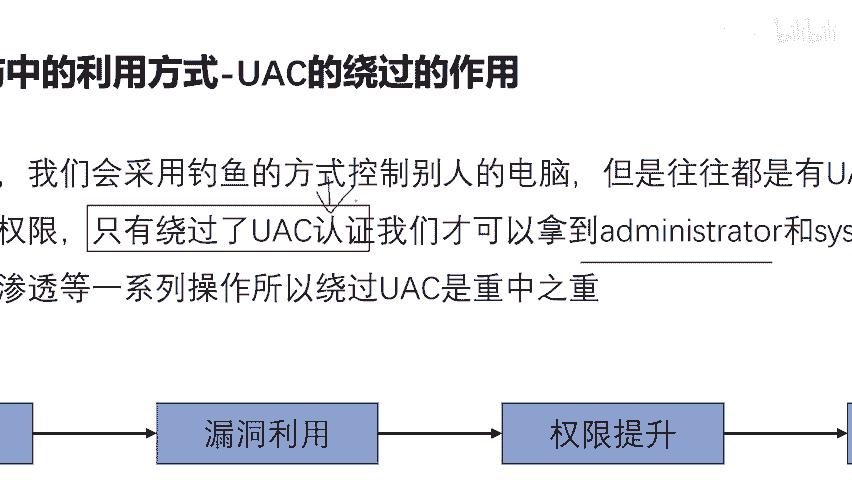 bilibili
中的利用方式-UAC的绕过的作用
，我们会采用钓鱼的方式控制别人的电脑，但是往往都是有UA
权限，只有绕过了UAC认证我们才可以拿到administrator和sys
渗透等一系列操作所以绕过UAC是重中之重
漏洞利用
权限提升